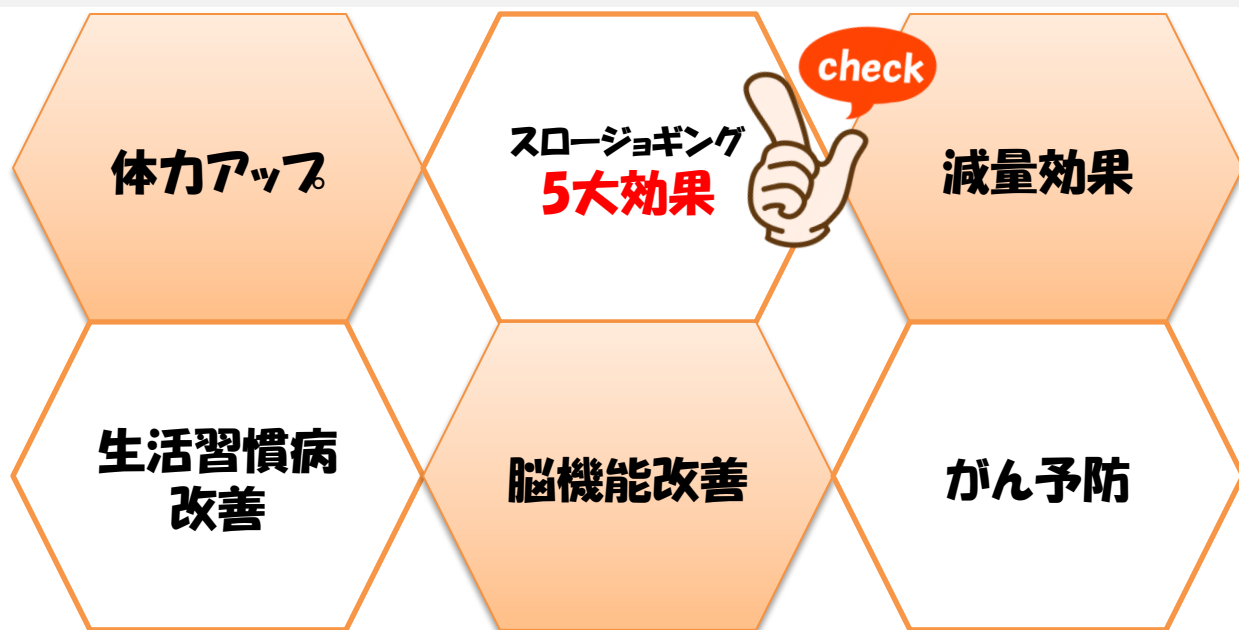 体力アップ
スロージョギング
5大効果
check
減量効果
生活習慣病
改善
脳機能改善
がん予防